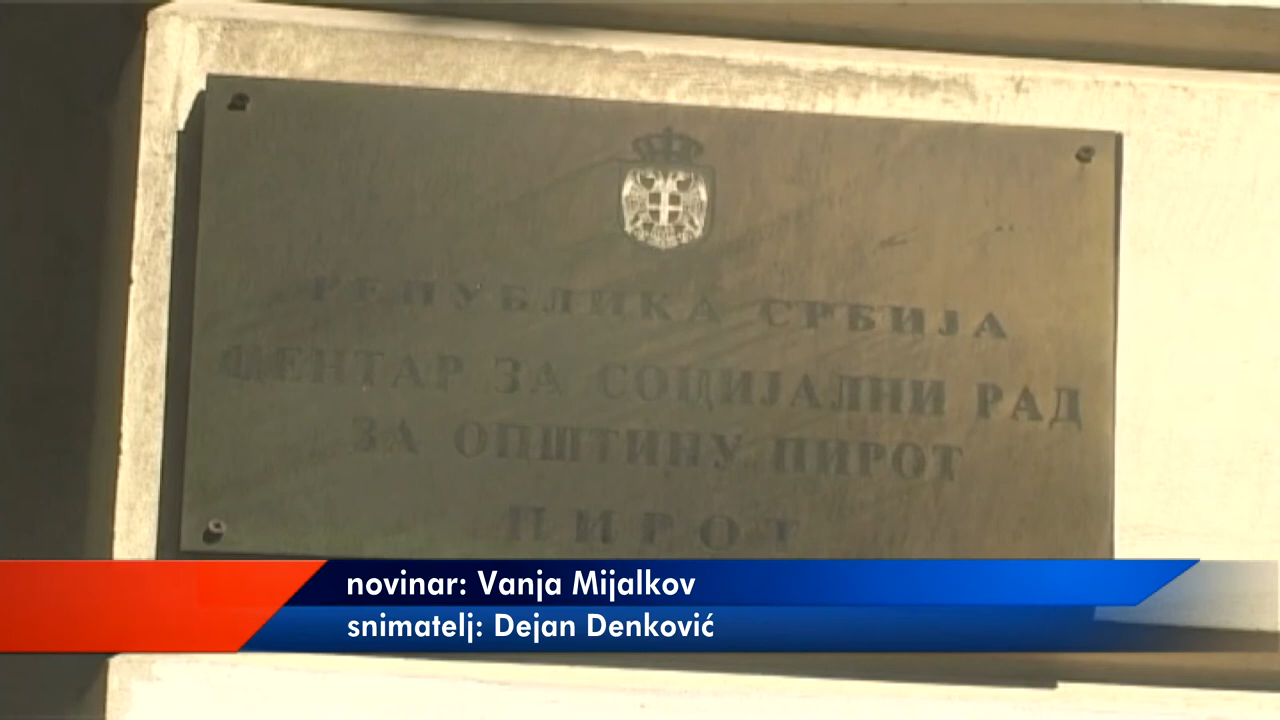 РЕПУБЛИКА СРБИЈА
ЦЕНТАР ЗА СОЦИЈАЛНИ РАД
ЗА ОПШТИНУ ПИРОТ
ПИРОТ
novinar: Vanja Mijalkov
snimatelj: Dejan Denković